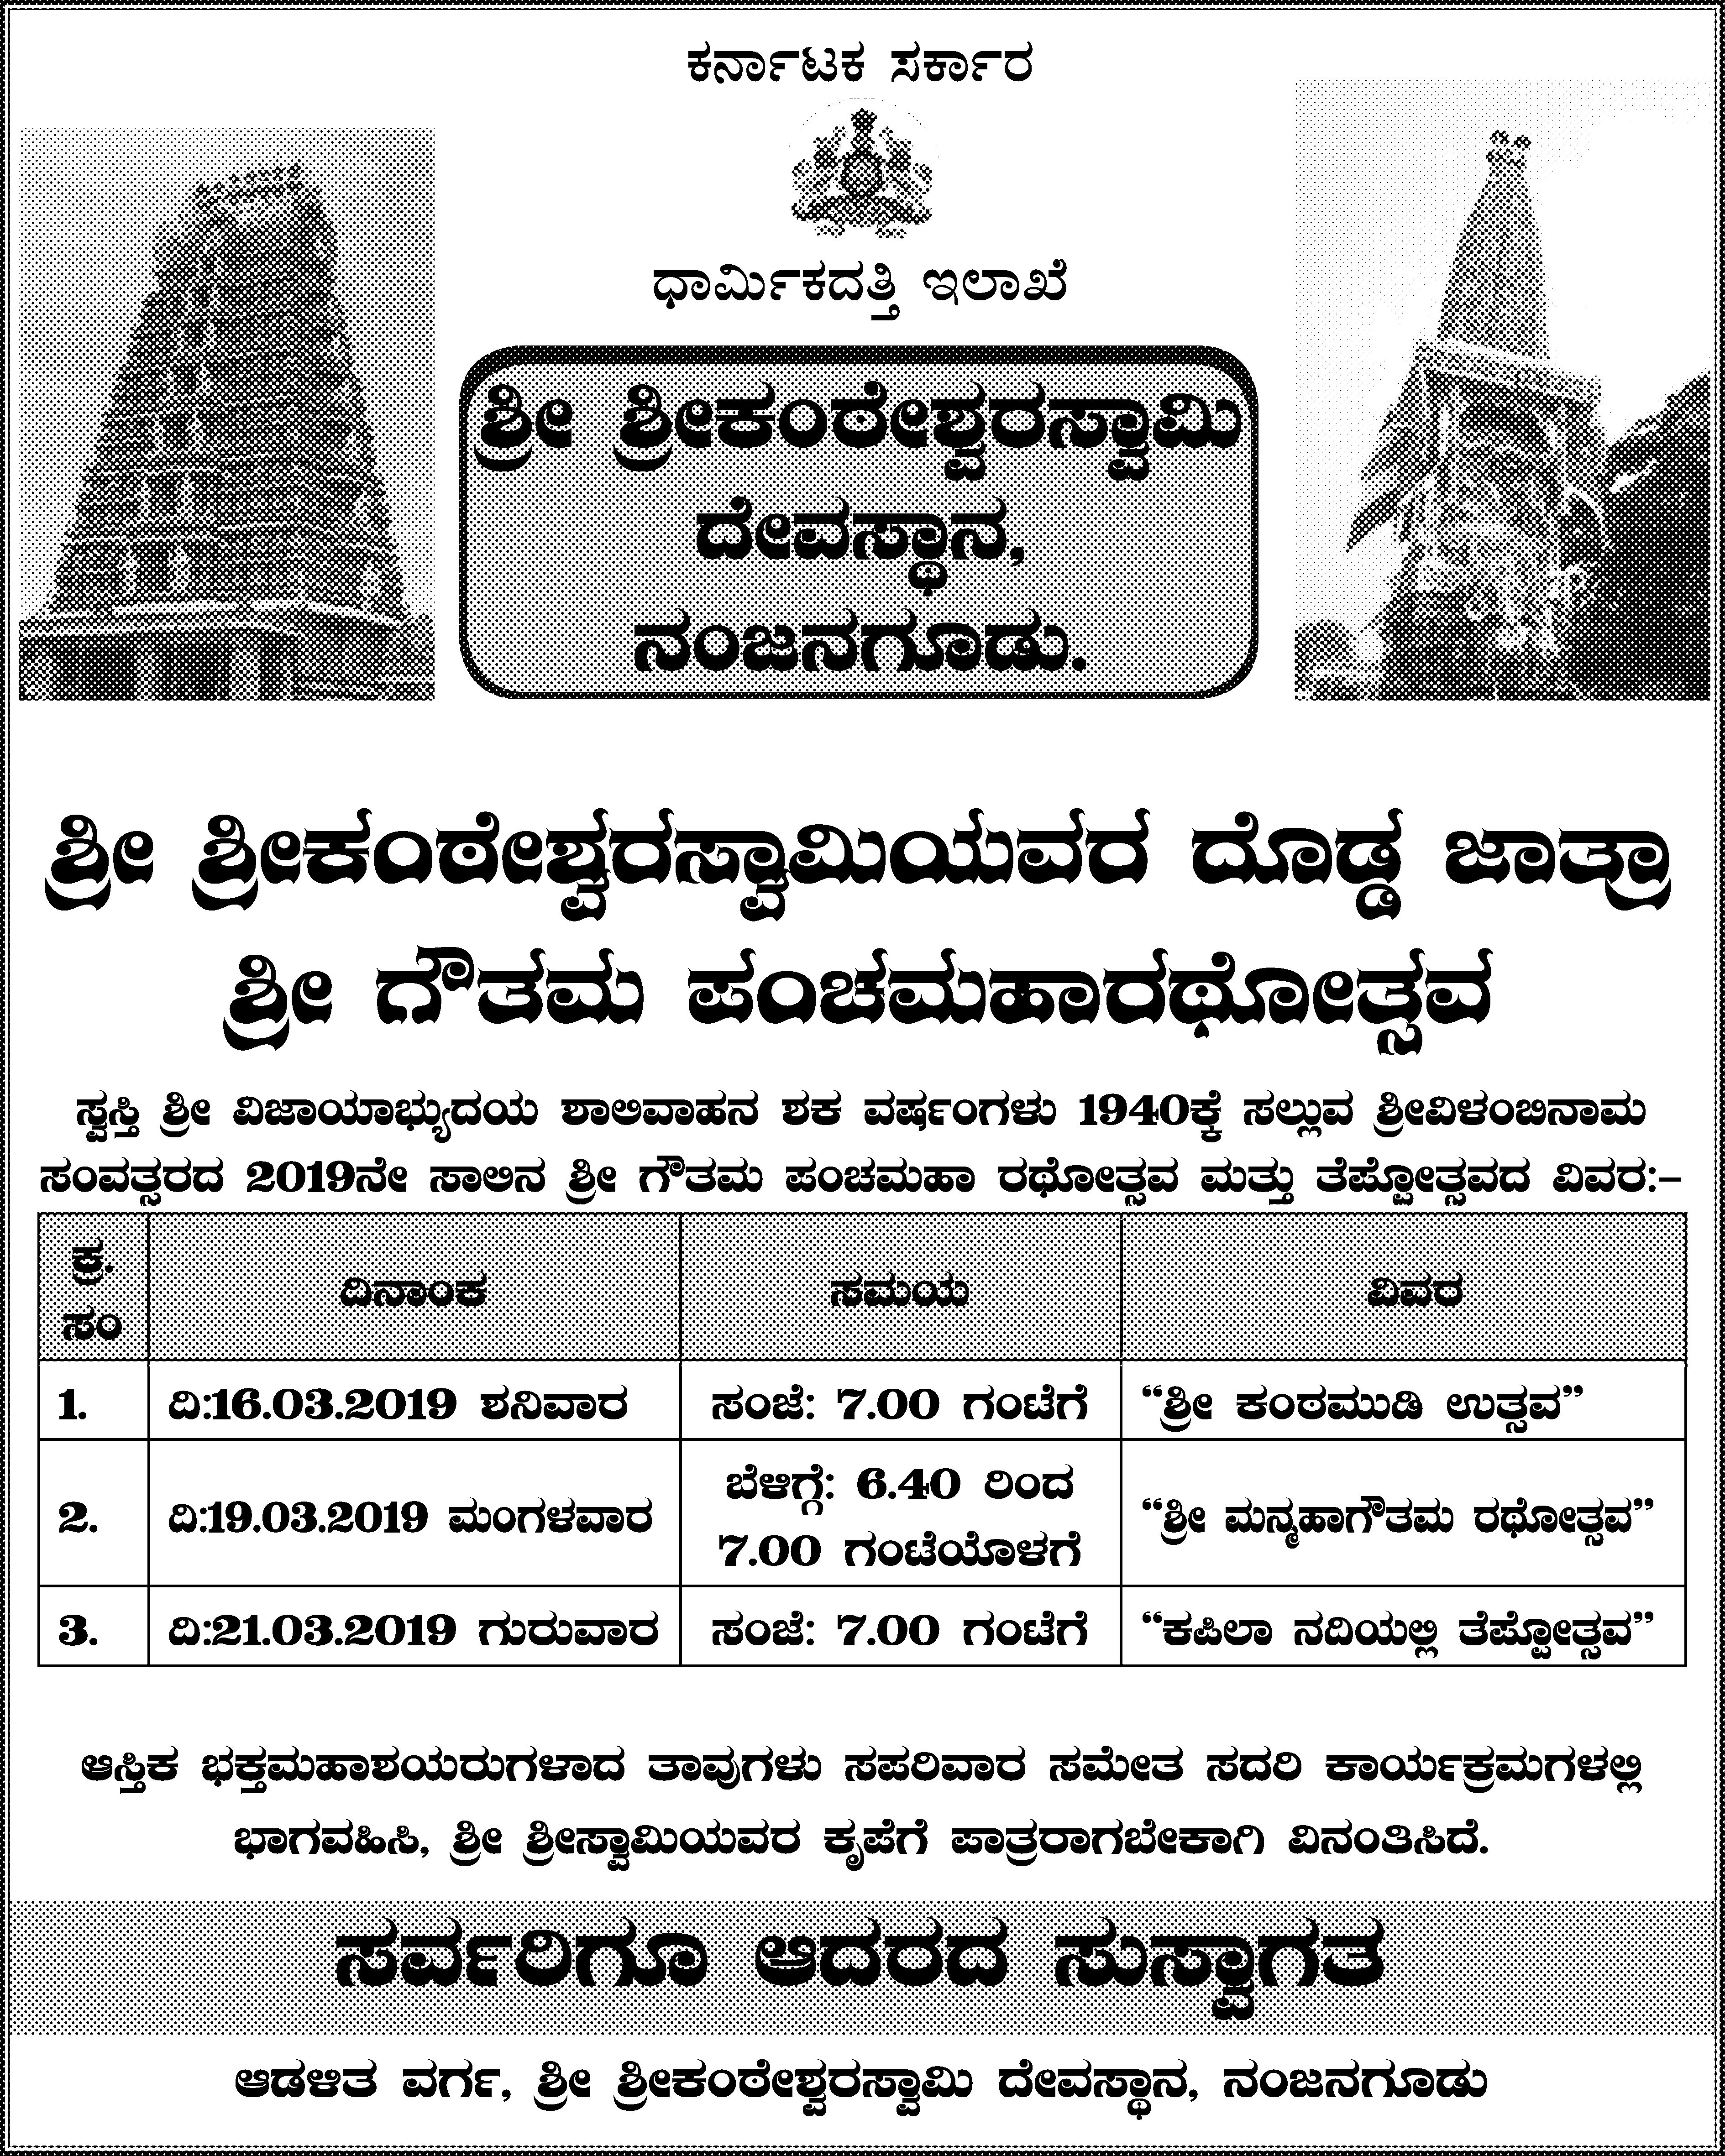 ಕರ್ನಾಟಕ ಸರ್ಕಾರ
ಧಾರ್ಮಿಕದತ್ತಿ ಇಲಾಖೆ
ಶ್ರೀ ಶ್ರೀಕಂಠೇಶ್ವರಸ್ವಾಮಿ
ದೇವಸ್ಥಾನ,
ನಂಜನಗೂಡು.
ಶ್ರೀ ಶ್ರೀಕಂಠೇಶ್ವರಸ್ವಾಮಿಯವರ ದೊಡ್ಡ ಜಾತ್ರಾ
ಶ್ರೀ ಗೌತಮ ಪಂಚಮಹಾರಥೋತ್ಸವ
ಸ್ವಸ್ತಿ ಶ್ರೀ ವಿಜಾಯಾಭ್ಯುದಯ ಶಾಲಿವಾಹನ ಶಕ ವರ್ಷಂಗಳು 1940ಕ್ಕೆ ಸಲ್ಲುವ ಶ್ರೀವಿಳಂಬಿನಾಮ
ಸಂವತ್ಸರದ 2019ನೇ ಸಾಲಿನ ಶ್ರೀ ಗೌತಮ ಪಂಚಮಹಾ ರಥೋತ್ಸವ ಮತ್ತು ತೆಪ್ಪೋತ್ಸವದ ವಿವರ:–
ಕ್ರ. ಸಂ ದಿನಾಂಕ ಸಮಯ ವಿವರ
1. ದಿ:16.03.2019 ಶನಿವಾರ ಸಂಜೆ: 7.00 ಗಂಟೆಗೆ “ಶ್ರೀ ಕಂಠಮುಡಿ ಉತ್ಸವ”
2. ದಿ:19.03.2019 ಮಂಗಳವಾರ ಬೆಳಿಗ್ಗೆ: 6.40 ರಿಂದ
7.00 ಗಂಟೆಯೊಳಗೆ “ಶ್ರೀ ಮನ್ಮಹಾಗೌತಮ ರಥೋತ್ಸವ”
3. ದಿ:21.03.2019 ಗುರುವಾರ ಸಂಜೆ: 7.00 ಗಂಟೆಗೆ “ಕಪಿಲಾ ನದಿಯಲ್ಲಿ ತೆಪ್ಪೋತ್ಸವ”
ಆಸ್ತಿಕ ಭಕ್ತಮಹಾಶಯರುಗಳಾದ ತಾವುಗಳು ಸಪರಿವಾರ ಸಮೇತ ಸದರಿ ಕಾರ್ಯಕ್ರಮಗಳಲ್ಲಿ
ಭಾಗವಹಿಸಿ, ಶ್ರೀ ಶ್ರೀಸ್ವಾಮಿಯವರ ಕೃಪೆಗೆ ಪಾತ್ರರಾಗಬೇಕಾಗಿ ವಿನಂತಿಸಿದೆ.
ಸರ್ವರಿಗೂ ಆದರದ ಸುಸ್ವಾಗತ
ಆಡಳಿತ ವರ್ಗ, ಶ್ರೀ ಶ್ರೀಕಂಠೇಶ್ವರಸ್ವಾಮಿ ದೇವಸ್ಥಾನ, ನಂಜನಗೂಡು